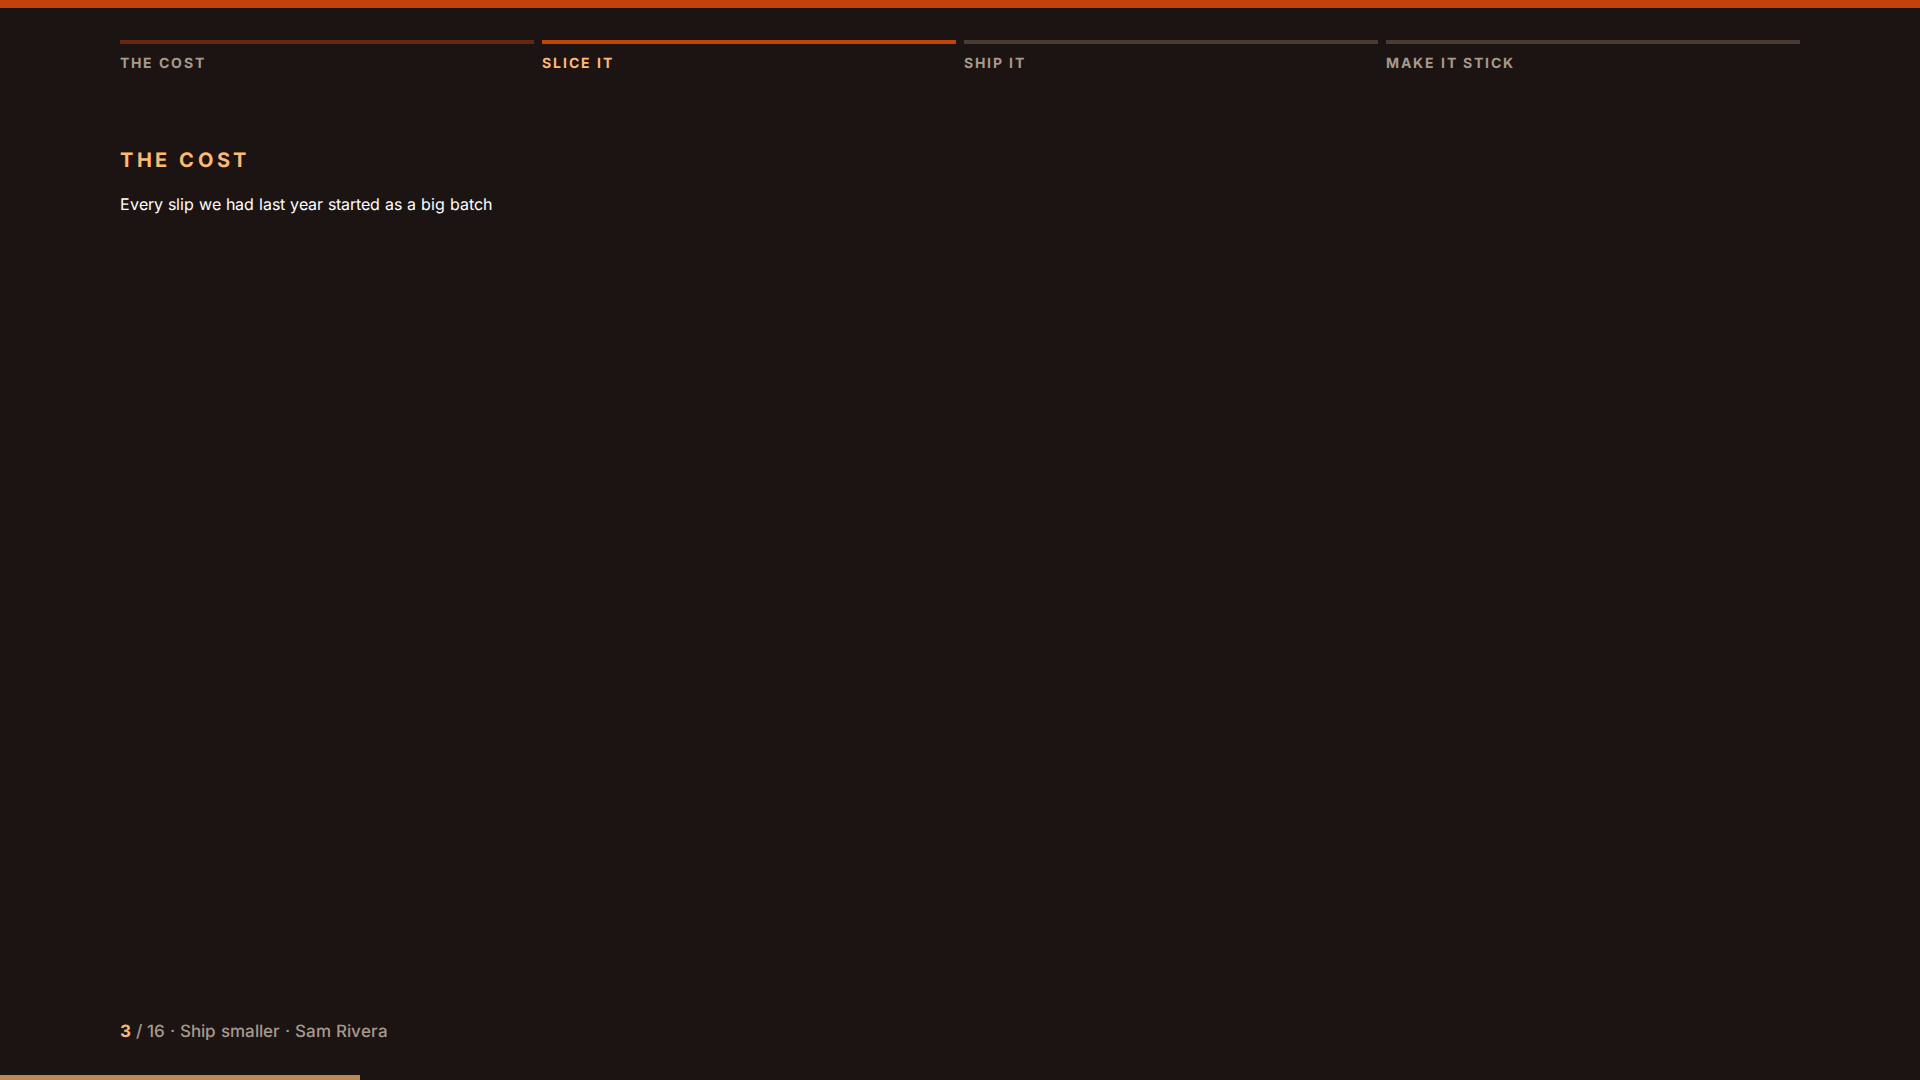 THE COST
SLICE IT
SHIP IT
MAKE IT STICK
THE COST
Every slip we had last year started as a big batch
3 / 16 · Ship smaller · Sam Rivera